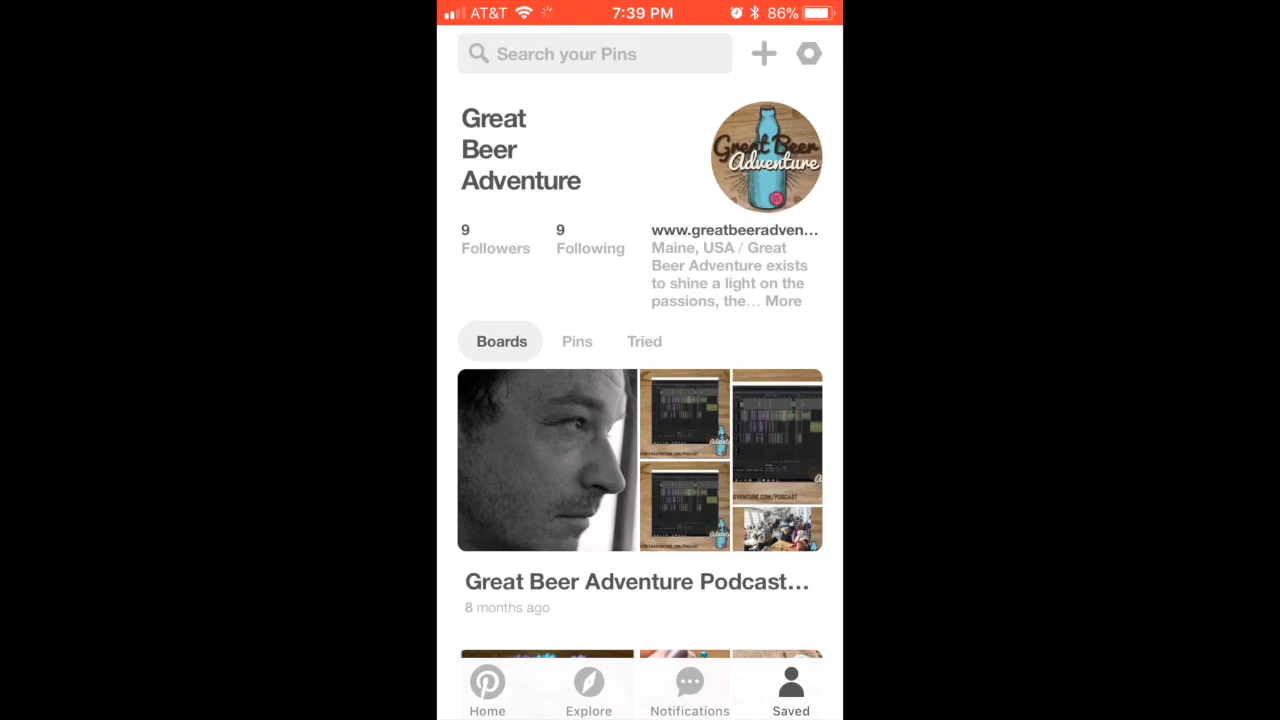 AT&T 7:39 PM 86%
Search your Pins
Great
Beer
Adventure
Great Beer
Adventure
9
Followers
9
Following
www.greatbeeradven...
Maine, USA / Great
Beer Adventure exists
to shine a light on the
passions, the... More
Boards Pins Tried
Great Beer Adventure Podcast...
8 months ago
Home Explore Notifications Saved